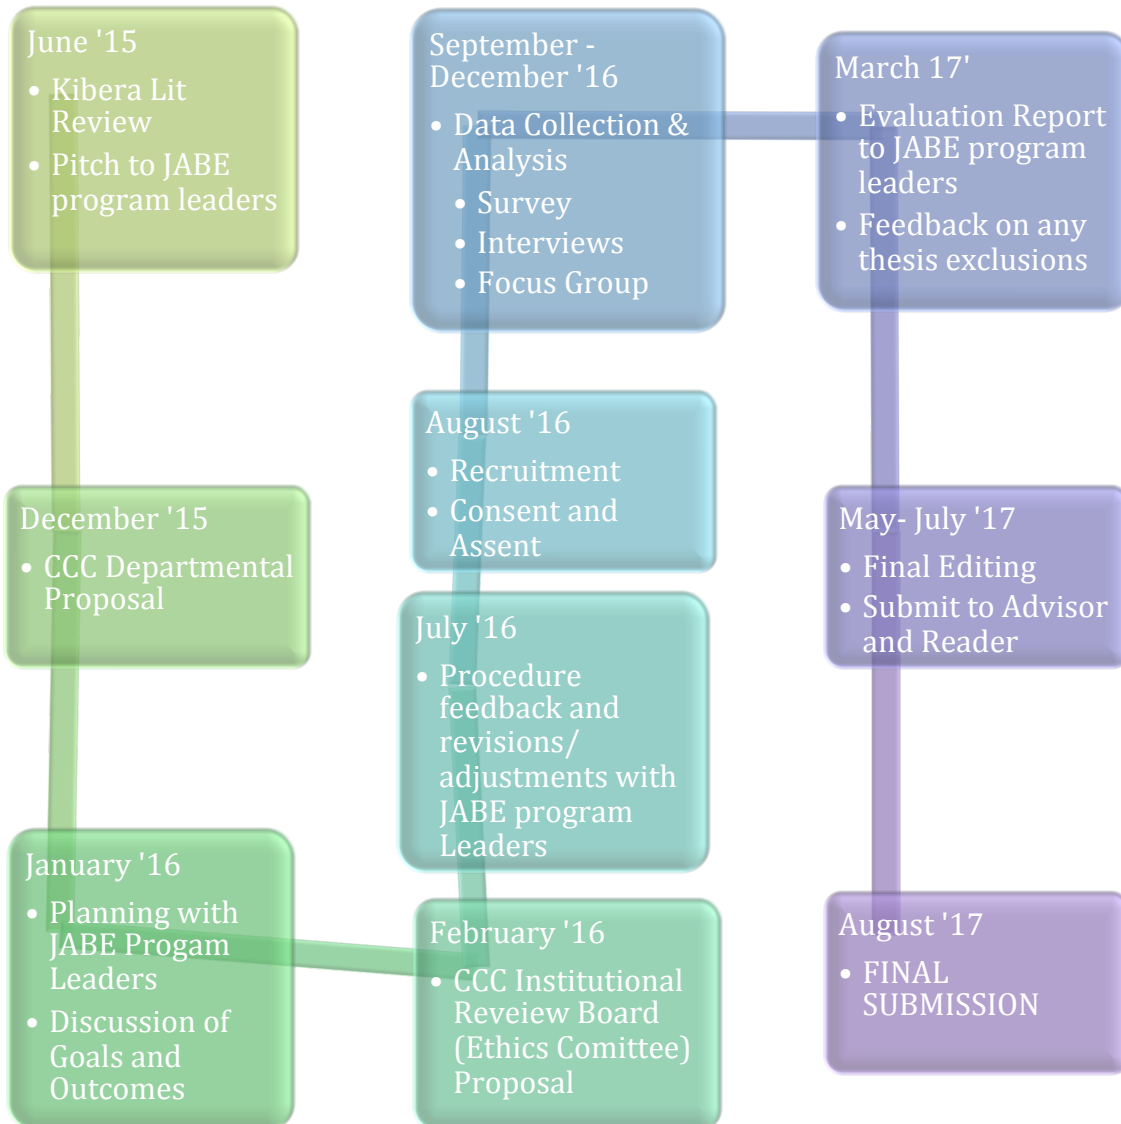 June '15
• Kibera Lit
Review
• Pitch to JABE
program leaders
December '15
• CCC Departmental
Proposal
January '16
• Planning with
JABE Progam
Leaders
• Discussion of
Goals and
Outcomes
February '16
• CCC Institutional
Reveiew Board
(Ethics Comittee)
Proposal
July '16
• Procedure
feedback and
revisions/
adjustments with
JABE program
Leaders
August '16
• Recruitment
• Consent and
Assent
September -
December '16
• Data Collection &
Analysis
• Survey
• Interviews
• Focus Group
March 17'
• Evaluation Report
to JABE program
leaders
• Feedback on any
thesis exclusions
May- July '17
• Final Editing
• Submit to Advisor
and Reader
August '17
• FINAL
SUBMISSION